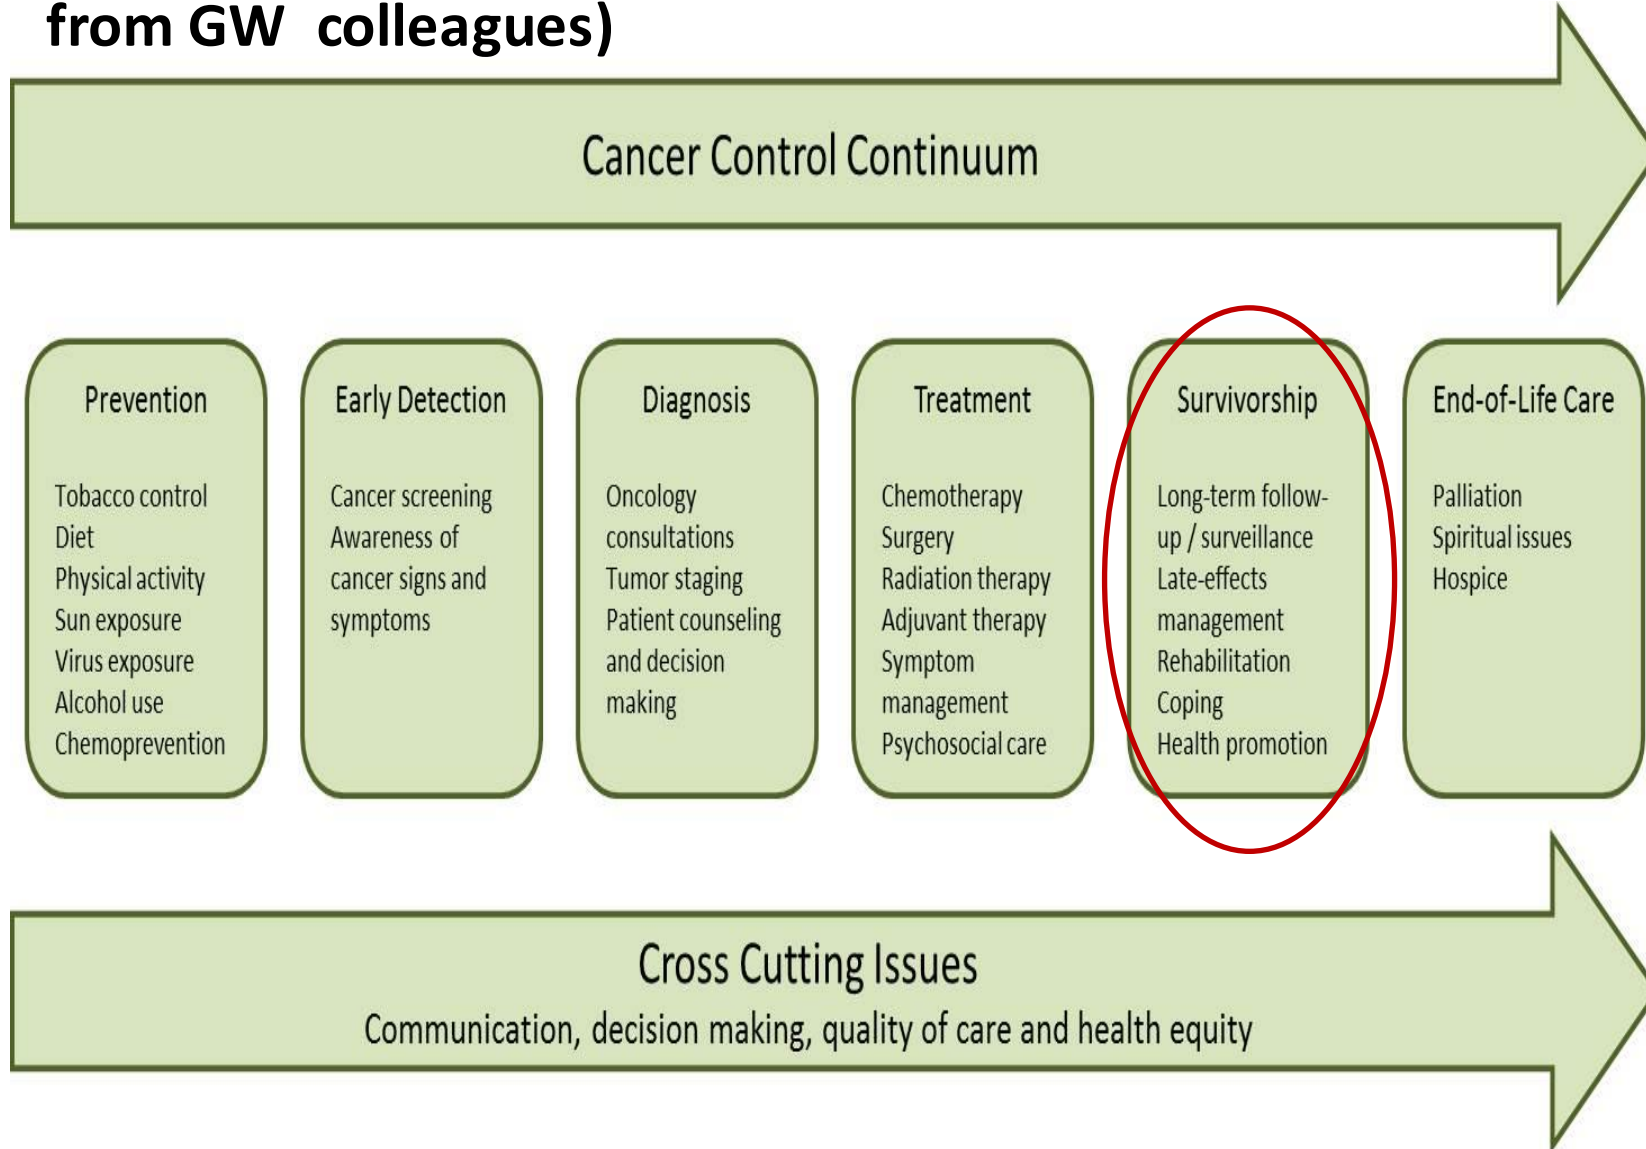 from GW  colleagues)
Cancer Control Continuum
Prevention
Tobacco control
Diet
Physical activity
Sun exposure
Virus exposure
Alcohol use
Chemoprevention
Early Detection
Cancer screening
Awareness of
cancer signs and
symptoms
Diagnosis
Oncology
consultations
Tumor staging
Patient counseling
and decision
making
Treatment
Chemotherapy
Surgery
Radiation therapy
Adjuvant therapy
Symptom
management
Psychosocial care
Survivorship
Long-term follow-
up / surveillance
Late-effects
management
Rehabilitation
Coping
Health promotion
End-of-Life Care
Palliation
Spiritual issues
Hospice
Cross Cutting Issues
Communication, decision making, quality of care and health equity